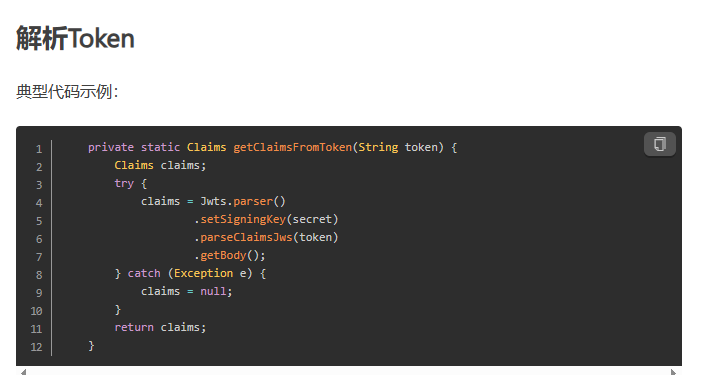 解析Token
典型代码示例：
1 private static Claims getClaimsFromToken(String token) {
2 Claims claims;
3 try {
4 claims = Jwts.parser()
5 .setSigningKey(secret)
6 .parseClaimsJws(token)
7 .getBody();
8 } catch (Exception e) {
9 claims = null;
10 }
11 return claims;
12 }